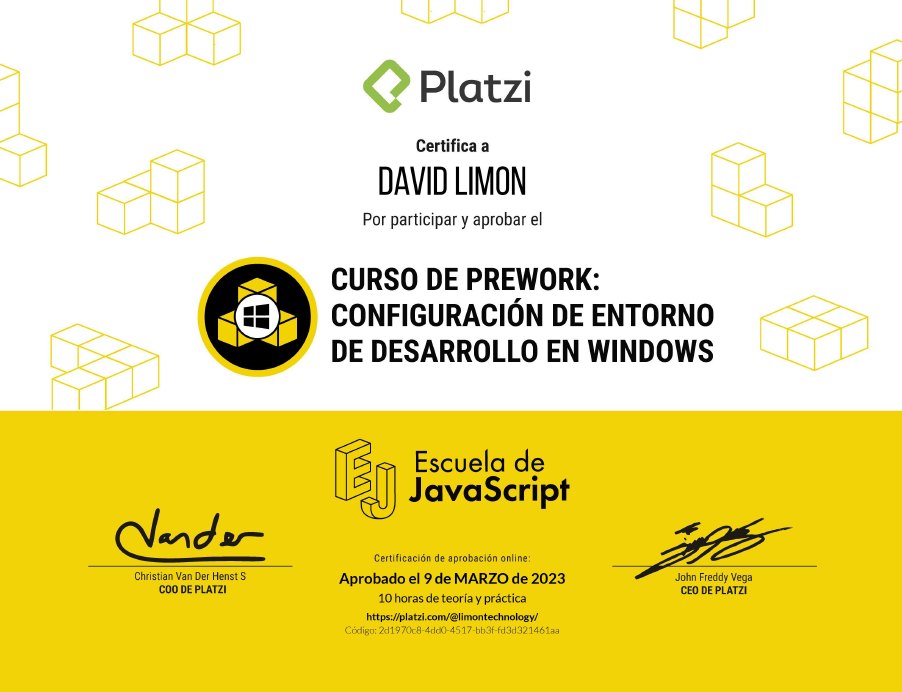 Platzi
Certifica a
DAVID LIMON
Por participar y aprobar el
CURSO DE PREWORK:
CONFIGURACIÓN DE ENTORNO
DE DESARROLLO EN WINDOWS
EJ
Escuela de
JavaScript
Vander
Christian Van Der Henst S
COO DE PLATZI
Certificación de aprobación online:
Aprobado el 9 de MARZO de 2023
10 horas de teoría y práctica
https://platzi.com/@limontechnology/
Código: 2d1970c8-4dd0-4517-bb3f-fd3d321461aa
John Freddy Vega
CEO DE PLATZI